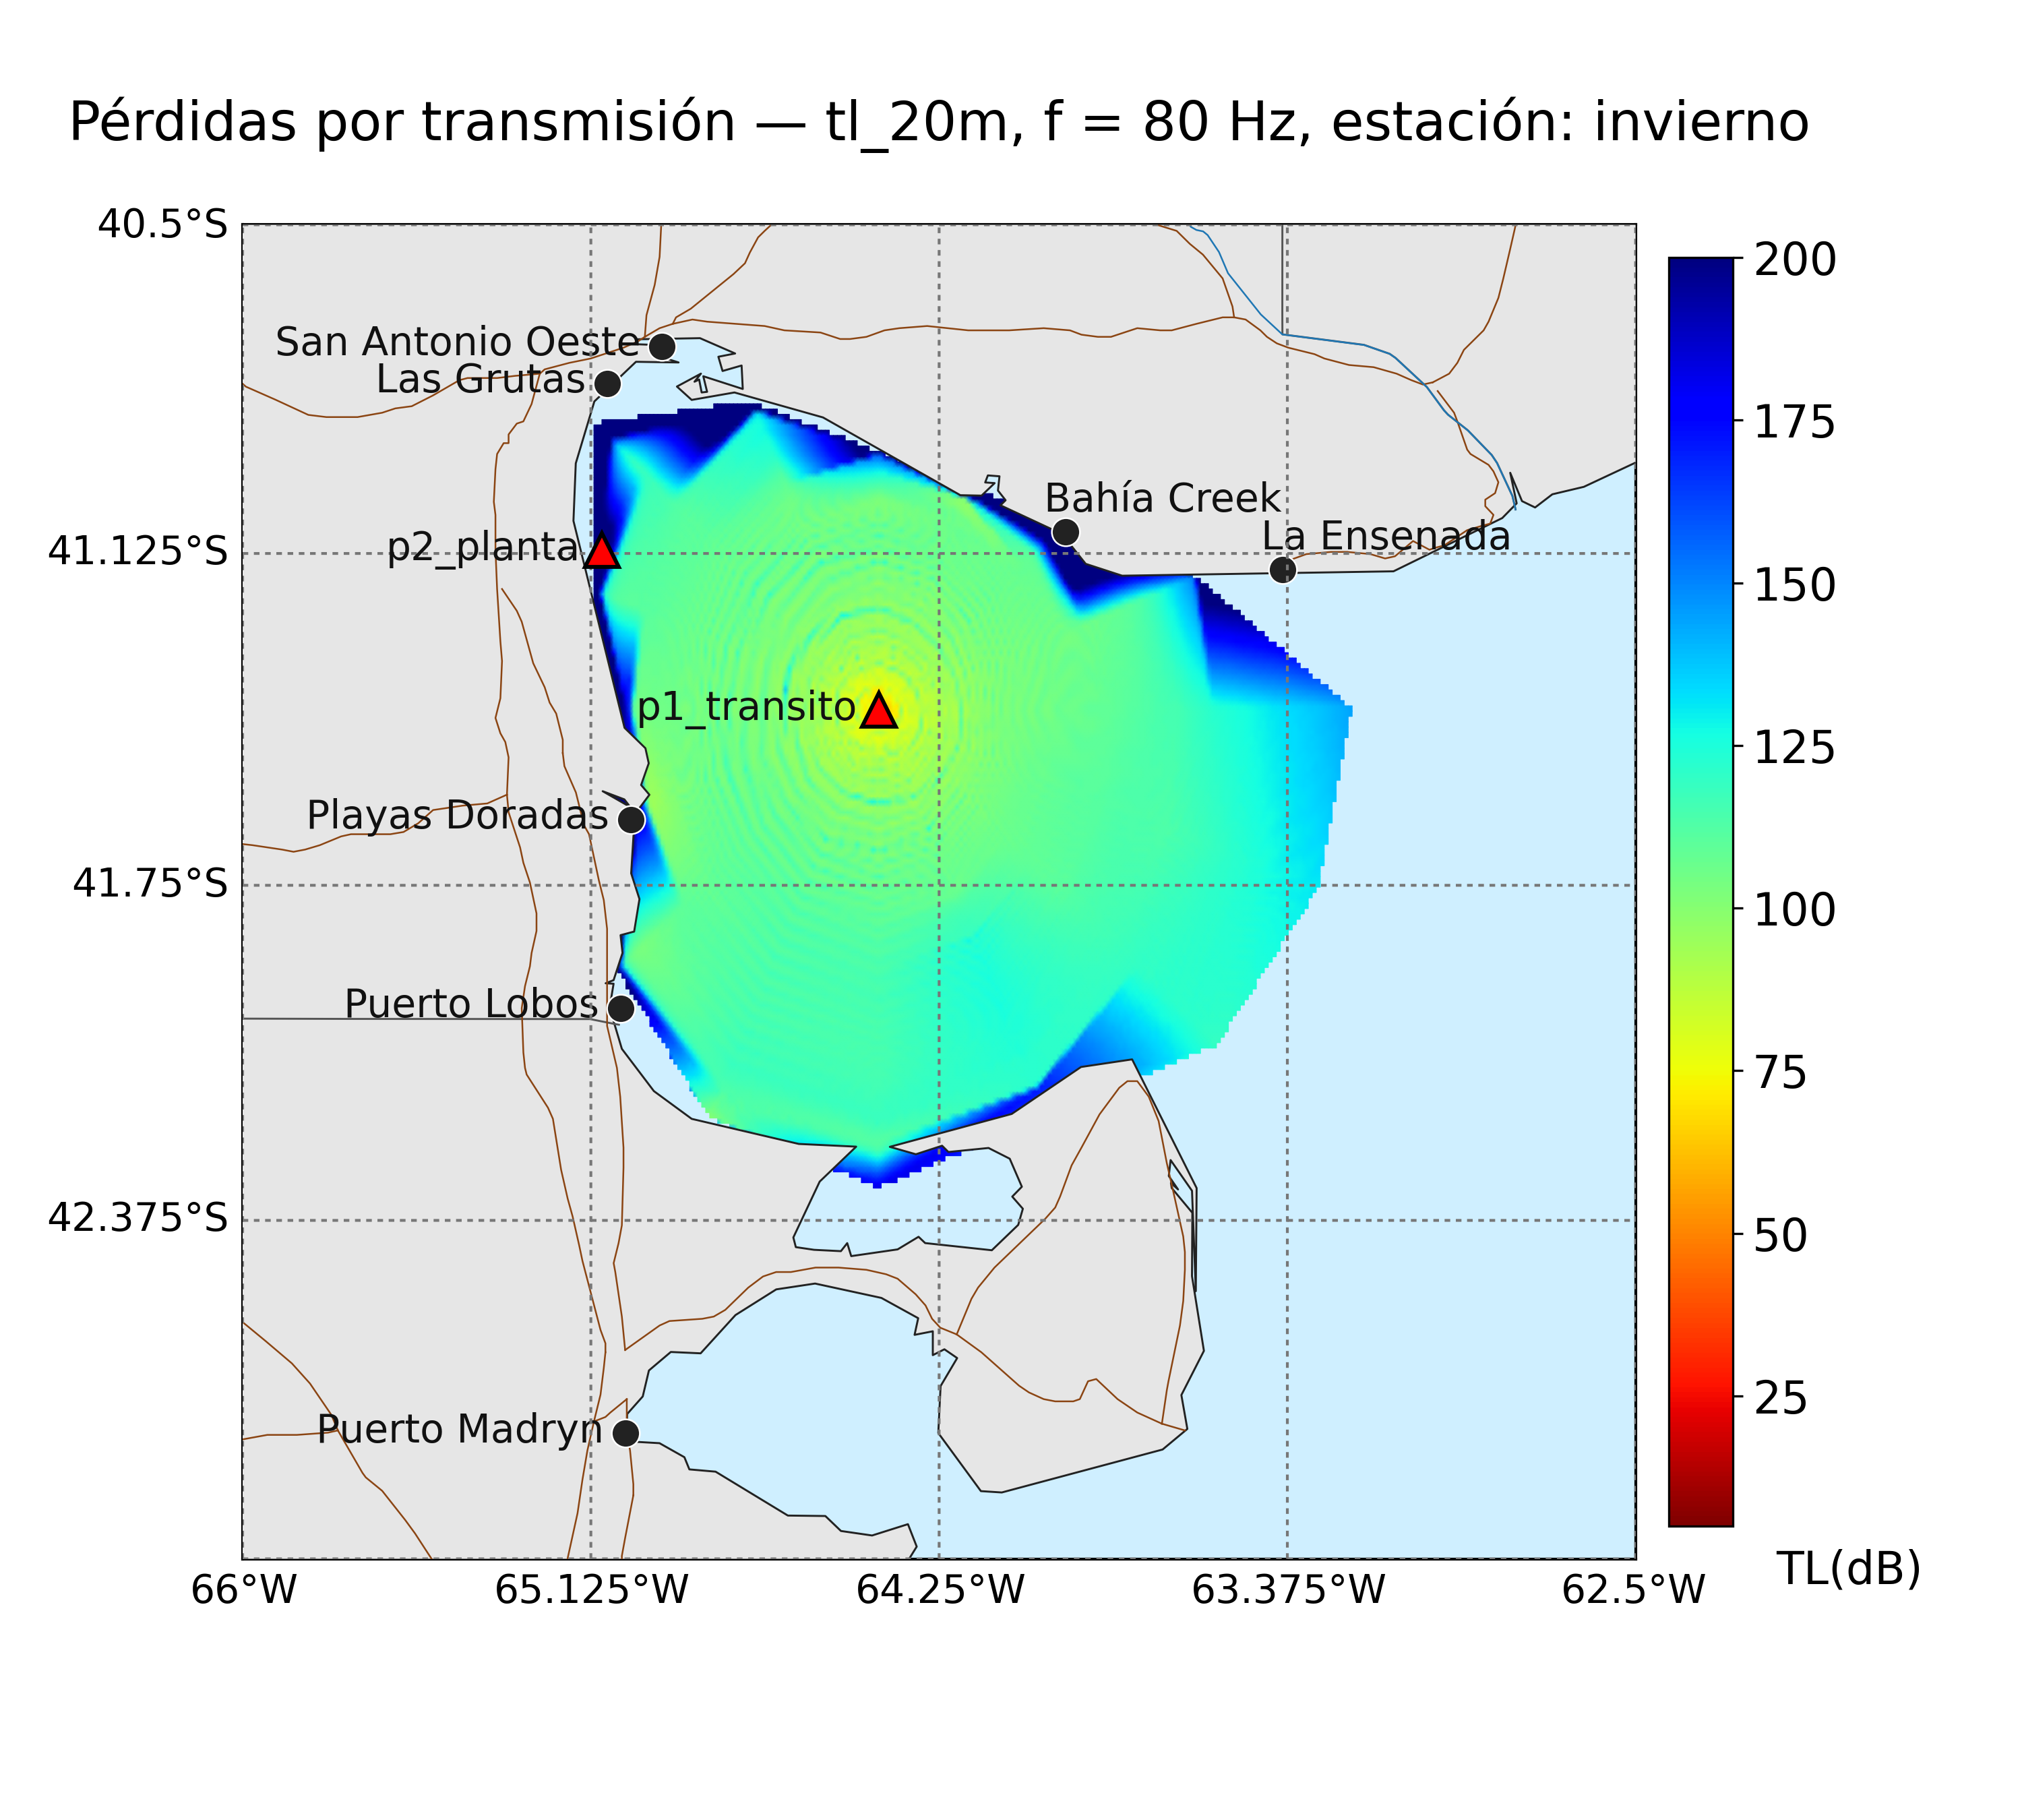 Pérdidas por transmisión — tl_20m, f = 80 Hz, estación: invierno
40.5°S
200
San Antonio Oeste
Las Grutas
175
Bahía Creek
La Ensenada
p2_planta
41.125°S
150
p1_transito
125
Playas Doradas
41.75°S
100
Puerto Lobos
75
42.375°S
50
25
Puerto Madryn
TL(dB)
66°W 65.125°W 64.25°W 63.375°W 62.5°W